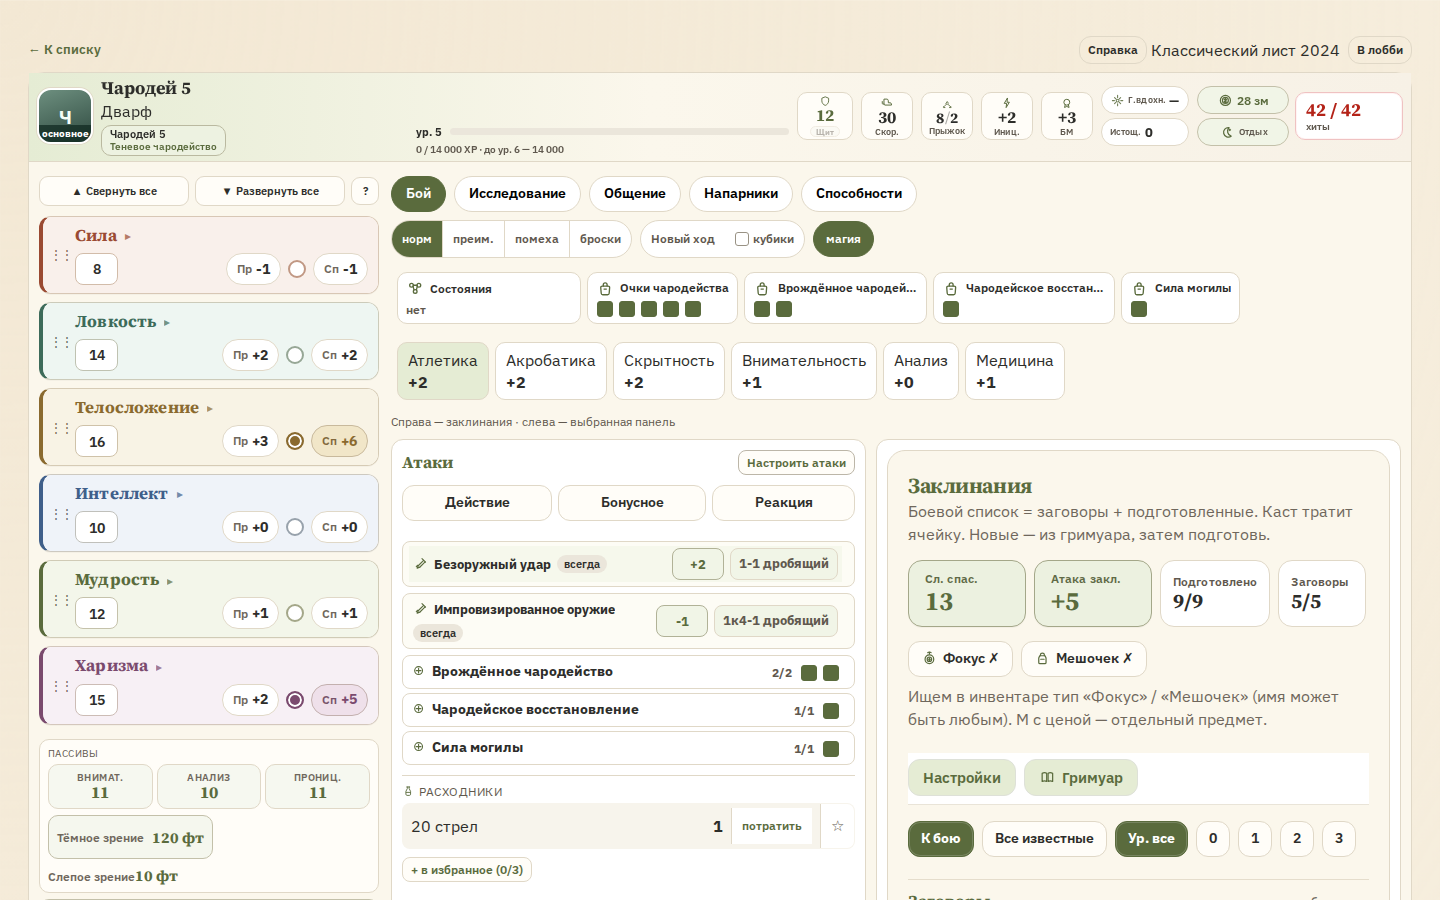 ← К списку
Справка
Классический лист 2024
В лобби
Ч
основное
Чародей 5
Дварф
Чародей 5
Теневое чародейство
ур. 5
0 / 14 000 XP · до ур. 6 — 14 000
12
Щит
30
Скор.
8/2
Прыжок
+2
Иниц.
+3
БМ
Г.вдохн. —
Истощ. 0
28 зм
Отдых
42 / 42
хиты
▲ Свернуть все
▼ Развернуть все
?
Сила ▸
8
Пр -1
Сп -1
Ловкость ▸
14
Пр +2
Сп +2
Телосложение ▸
16
Пр +3
Сп +6
Интеллект ▸
10
Пр +0
Сп +0
Мудрость ▸
12
Пр +1
Сп +1
Харизма ▸
15
Пр +2
Сп +5
ПАССИВЫ
ВНИМАТ.
11
АНАЛИЗ
10
ПРОНИЦ.
11
Тёмное зрение 120 фт
Слепое зрение10 фт
Бой
Исследование
Общение
Напарники
Способности
норм
преим.
помеха
броски
Новый ход
кубики
магия
Состояния
нет
Очки чародейства
Врождённое чародей...
Чародейское восстан...
Сила могилы
Атлетика
+2
Акробатика
+2
Скрытность
+2
Внимательность
+1
Анализ
+0
Медицина
+1
Справа — заклинания · слева — выбранная панель
Атаки
Настроить атаки
Действие
Бонусное
Реакция
Безоружный удар
всегда
+2
1-1 дробящий
Импровизированное оружие
всегда
-1
1к4-1 дробящий
Врождённое чародейство
2/2
Чародейское восстановление
1/1
Сила могилы
1/1
РАСХОДНИКИ
20 стрел
1
потратить
☆
+ в избранное (0/3)
Заклинания
Боевой список = заговоры + подготовленные. Каст тратит
ячейку. Новые — из гримуара, затем подготовь.
Сл. спас.
13
Атака закл.
+5
Подготовлено
9/9
Заговоры
5/5
Фокус ✗
Мешочек ✗
Ищем в инвентаре тип «Фокус» / «Мешочек» (имя может
быть любым). М с ценой — отдельный предмет.
Настройки
Гримуар
К бою
Все известные
Ур. все
0
1
2
3